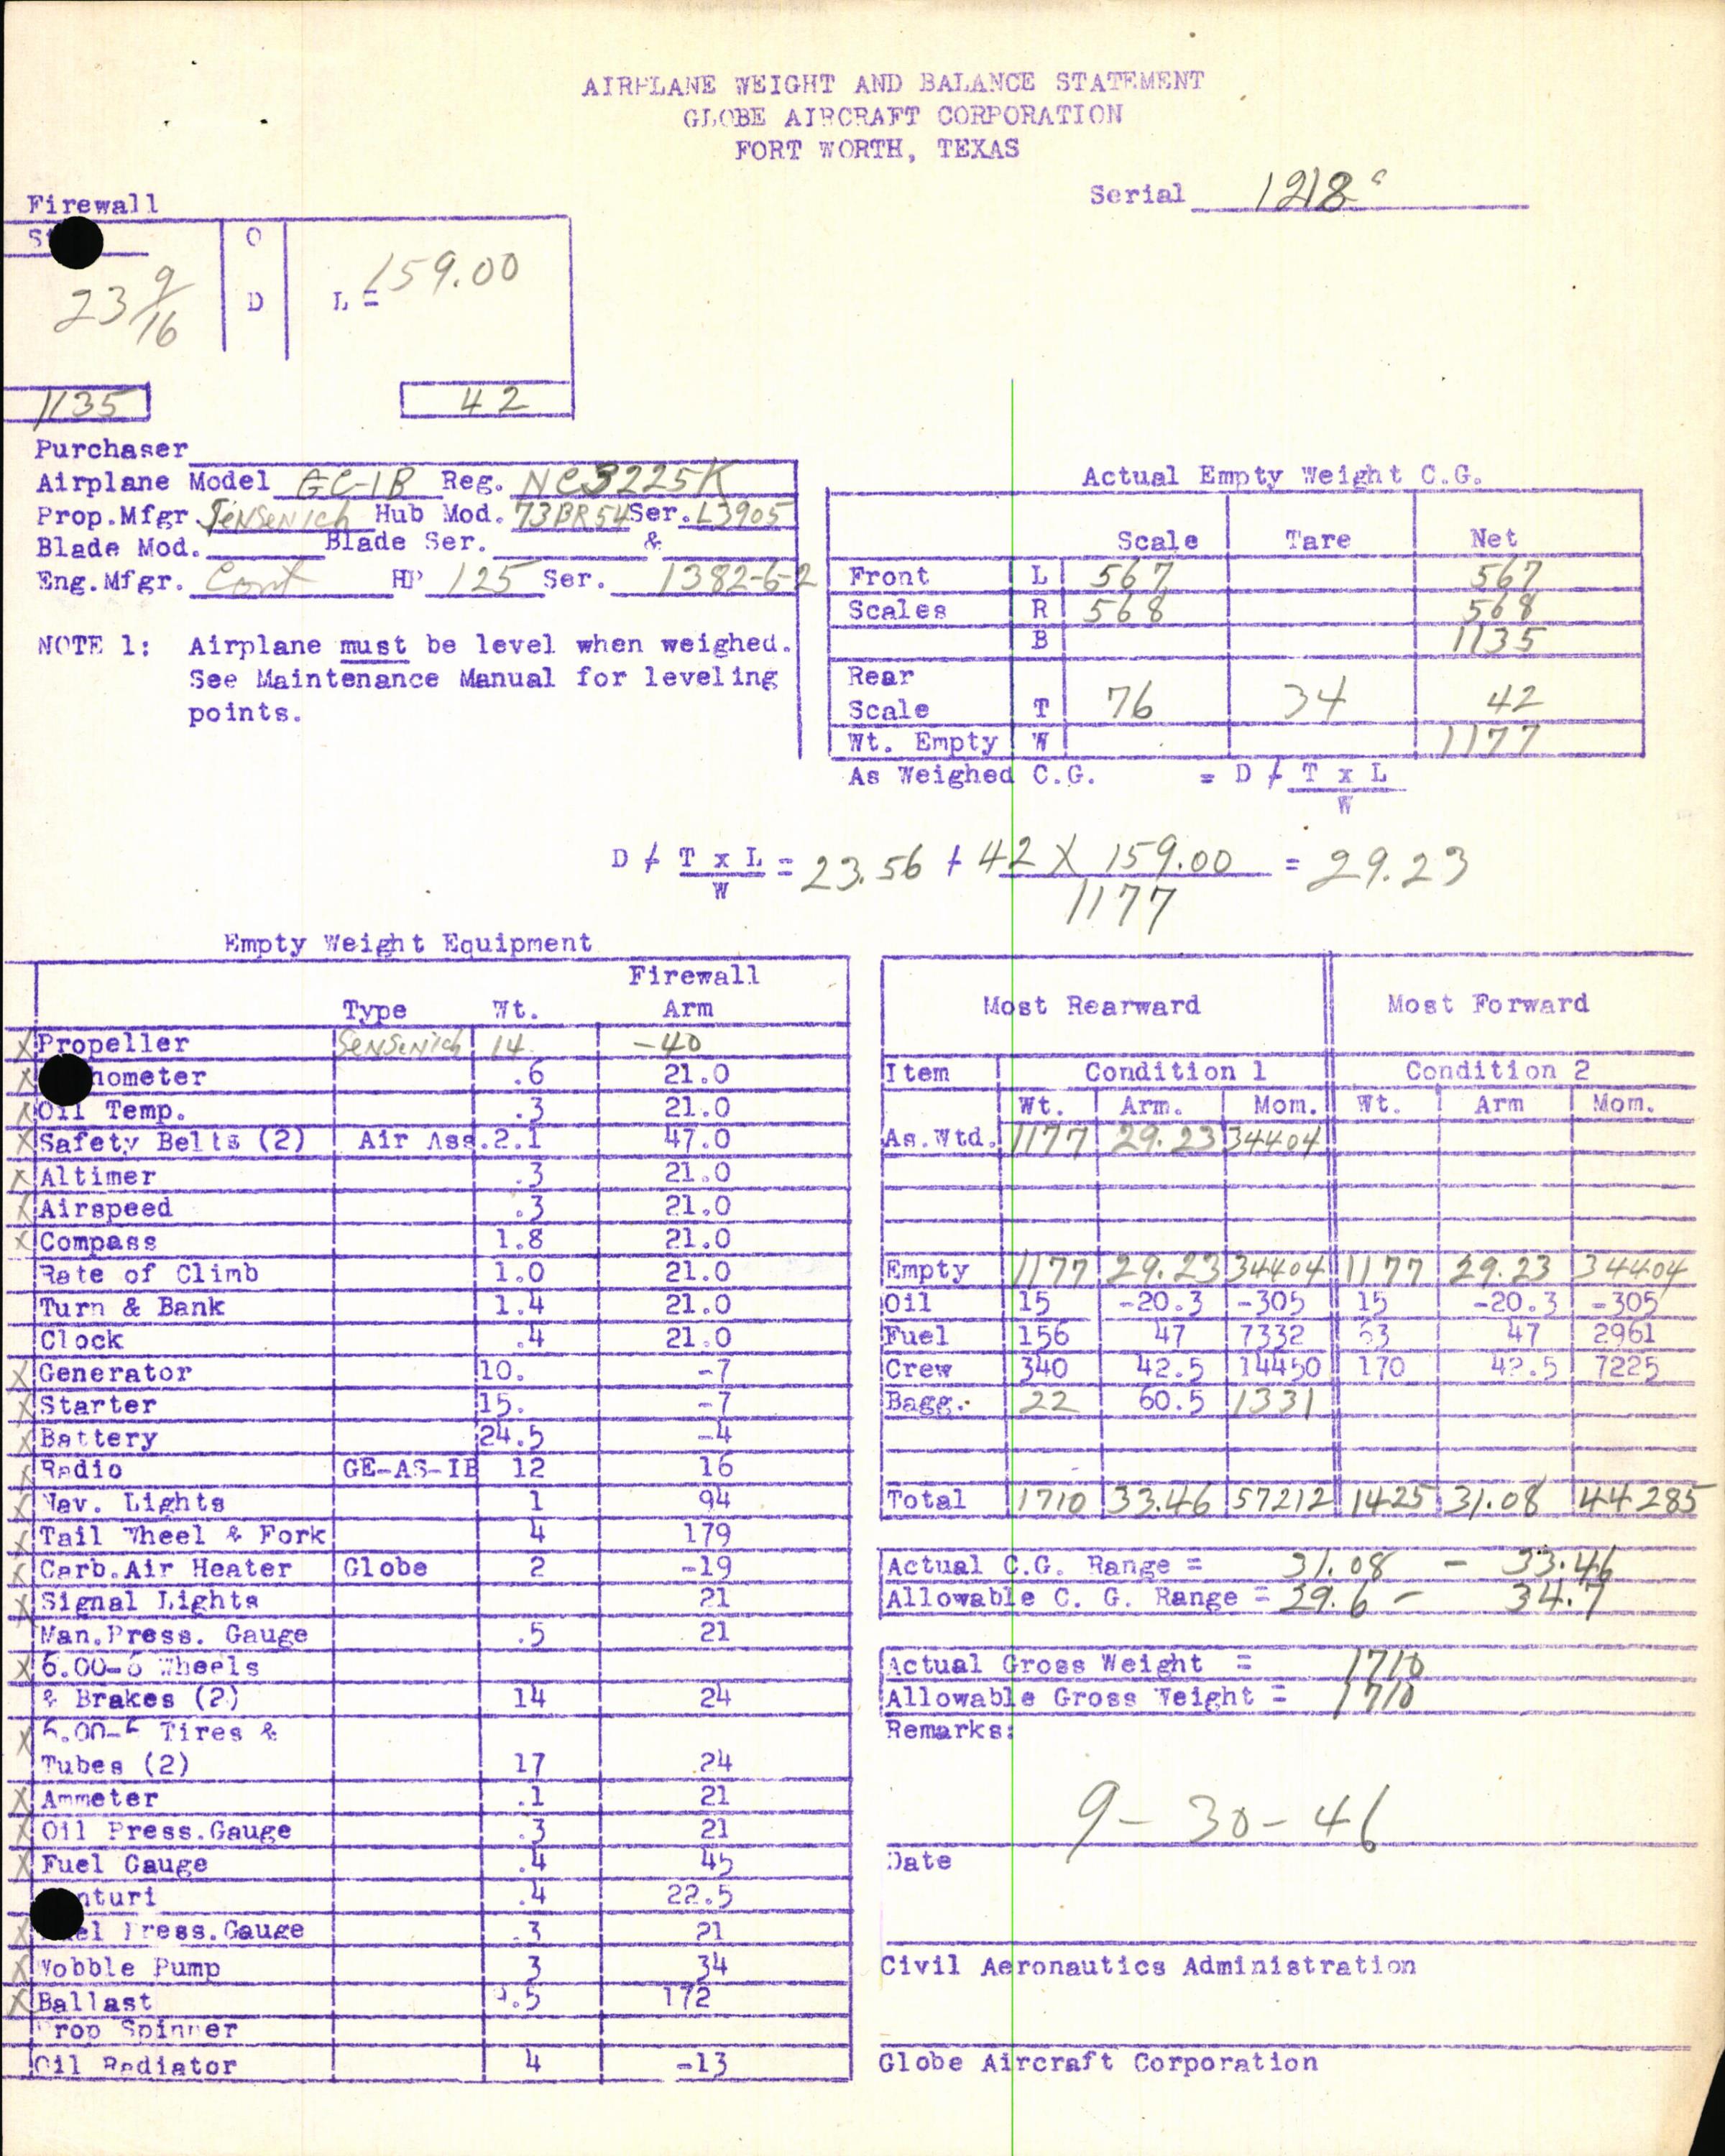 AIRPLANE WEIGHT AND BALANCE STATEMENT
GLOBE AIRCRAFT CORPORATION
FORT WORTH, TEXAS
Serial 1218
Firewall
O
23 9/16 D L = 159.00
1135 42
Purchaser
Airplane Model GC-1B Reg. NC3225K
Prop.Mfgr. Sensenich Hub Mod. 73BR54 Ser. L3905
Blade Mod. Blade Ser. &
Eng.Mfgr. Cont HP 125 Ser. 1382-6-2
NOTE 1: Airplane must be level when weighed.
See Maintenance Manual for leveling
points.
Actual Empty Weight C.G.
Scale Tare Net
Front L 567 567
Scales R 568 568
B 1135
Rear
Scale T 76 34 42
Wt. Empty W 1177
As Weighed C.G. = D + T x L
W
D + T x L = 23.56 + 42 X 159.00 = 29.23
W 1177
Empty Weight Equipment
Firewall
Type Wt. Arm
X Propeller Sensenich 14 -40
X hometer .6 21.0
X Oil Temp. .3 21.0
X Safety Belts (2) Air Ass. 2.1 47.0
X Altimer .3 21.0
X Airspeed .3 21.0
X Compass 1.8 21.0
Rate of Climb 1.0 21.0
Turn & Bank 1.4 21.0
Clock .4 21.0
X Generator 10. -7
X Starter 15. -7
X Battery 24.5 -4
X Radio GE-AS-1B 12 16
X Nav. Lights 1 94
X Tail Wheel & Fork 4 179
X Carb.Air Heater Globe 2 -19
X Signal Lights 21
Man.Press. Gauge .5 21
X 6.00-6 Wheels
& Brakes (2) 14 24
X 6.00-6 Tires &
Tubes (2) 17 24
X Ammeter .1 21
X Oil Press.Gauge .3 21
X Fuel Gauge .4 45
nturi .4 22.5
X el Press.Gauge .3 21
X Wobble Pump 3 34
X Ballast .5 172
Prop Spinner
Oil Radiator 4 -13
Most Rearward Most Forward
Item Condition 1 Condition 2
Wt. Arm. Mom. Wt. Arm Mom.
As.Wtd. 1177 29.23 34404
Empty 1177 29.23 34404 1177 29.23 34404
Oil 15 -20.3 -305 15 -20.3 -305
Fuel 156 47 7332 63 47 2961
Crew 340 42.5 14450 170 42.5 7225
Bagg. 22 60.5 1331
Total 1710 33.46 57212 1425 31.08 44285
Actual C.G. Range = 31.08 - 33.46
Allowable C. G. Range = 29.6 - 34.7
Actual Gross Weight = 1710
Allowable Gross Weight = 1710
Remarks:
9-30-46
Date
Civil Aeronautics Administration
Globe Aircraft Corporation